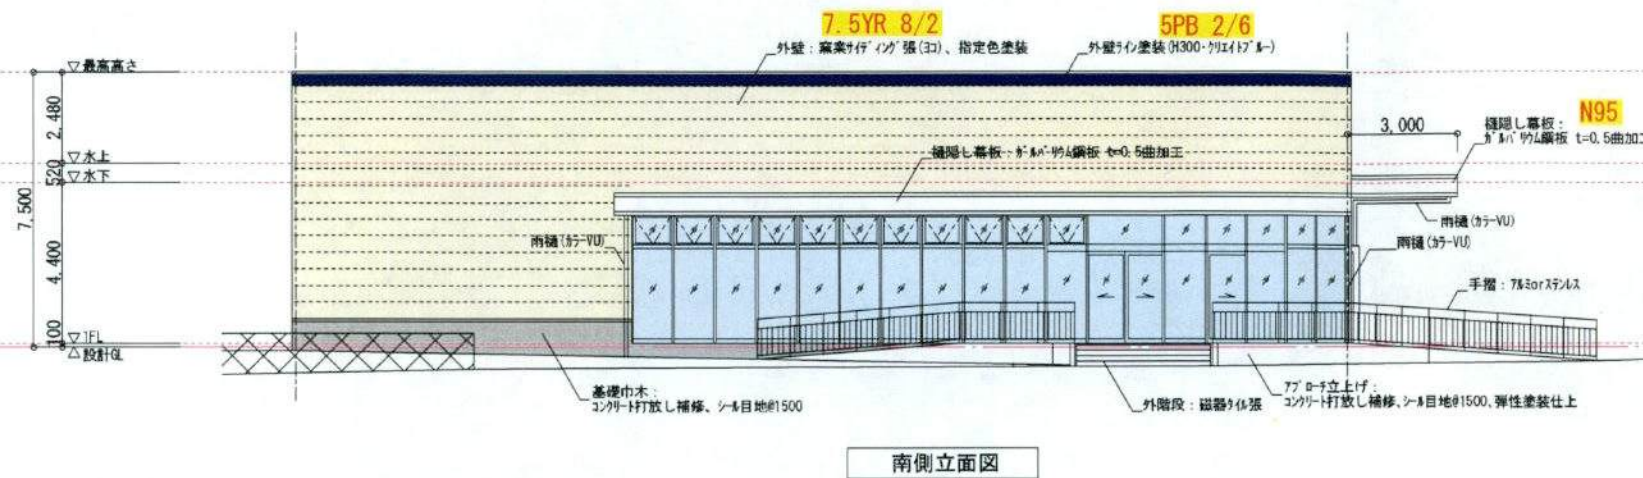 7.5YR 8/2
5PB 2/6
外壁：窯業ｻｲﾃﾞｨﾝｸﾞ張(ﾖｺ)、指定色塗装
外壁ﾗｲﾝ塗装(H300・ｸﾘｴｲﾄﾌﾞﾙｰ)
▽最高高さ
2,480
3,000
N95
樋隠し幕板：
ｶﾞﾙﾊﾞﾘｳﾑ鋼板 t=0.5曲加工
樋隠し幕板：ｶﾞﾙﾊﾞﾘｳﾑ鋼板 t=0.5曲加工
▽水上
520
▽水下
7,500
4,400
雨樋(ｶﾗｰVU)
雨樋(ｶﾗｰVU)
雨樋(ｶﾗｰVU)
手摺：ｱﾙﾐorｽﾃﾝﾚｽ
100
▽1FL
△設計GL
基礎巾木：
ｺﾝｸﾘｰﾄ打放し補修、ｼｰﾙ目地@1500
外階段：磁器ﾀｲﾙ張
ｱﾌﾟﾛｰﾁ立上げ：
ｺﾝｸﾘｰﾄ打放し補修、ｼｰﾙ目地@1500、弾性塗装仕上
南側立面図